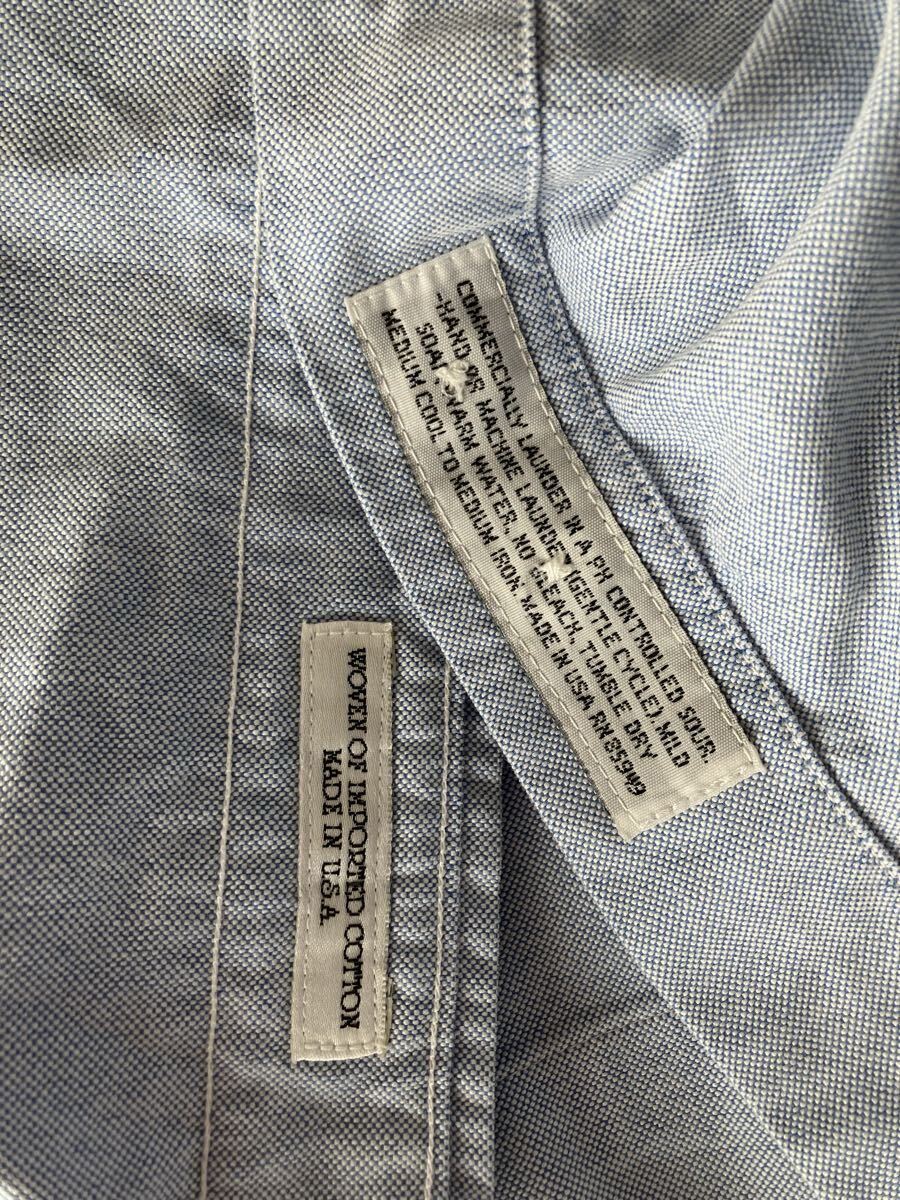 COMMERCIALLY LAUNDER IN A PH CONTROLLED SOUR.
-HAND OR MACHINE LAUNDER (GENTLE CYCLE). MILD
SOAP, WARM WATER, NO BLEACH, TUMBLE DRY
MEDIUM COOL TO MEDIUM IRON. MADE IN USA RN
WOVEN OF IMPORTED COTTON
MADE IN U.S.A